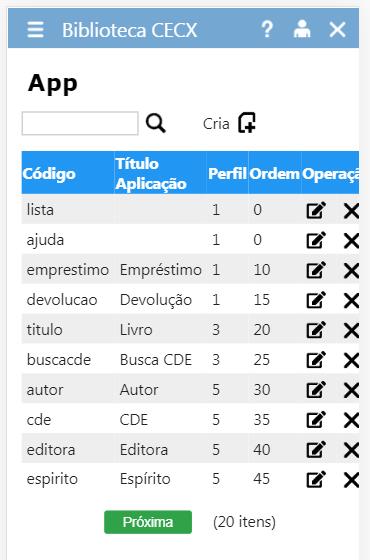 Biblioteca CECX ?
App
Cria
Código Título Aplicação Perfil Ordem Operaçã
lista 1 0
ajuda 1 0
emprestimo Empréstimo 1 10
devolucao Devolução 1 15
titulo Livro 3 20
buscacde Busca CDE 3 25
autor Autor 5 30
cde CDE 5 35
editora Editora 5 40
espirito Espírito 5 45
Próxima (20 itens)